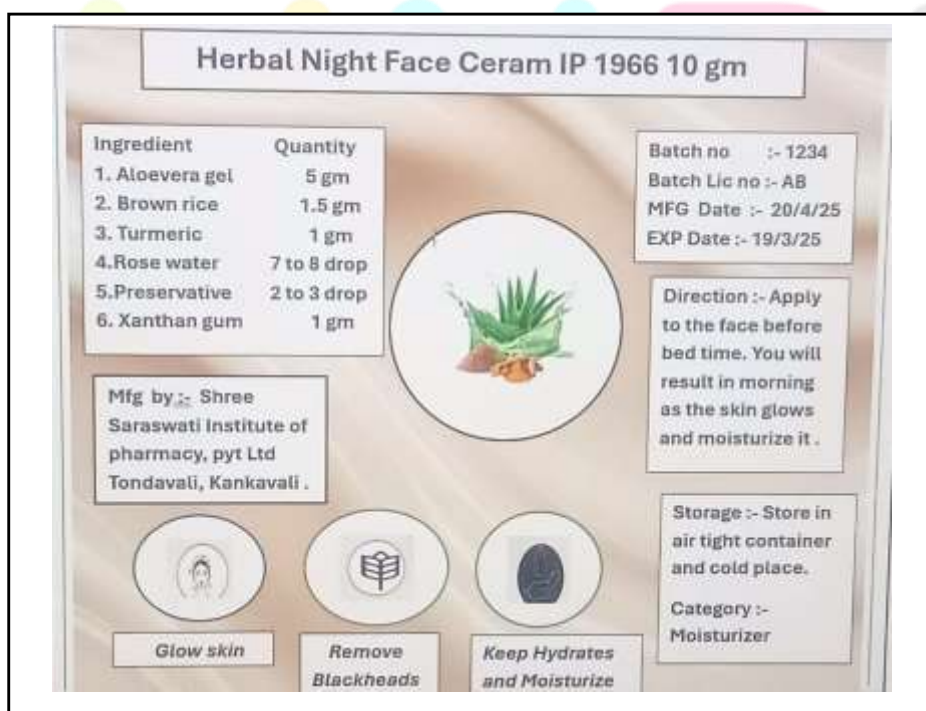 Herbal Night Face Ceram IP 1966 10 gm
Ingredient Quantity
1. Aloevera gel 5 gm
2. Brown rice 1.5 gm
3. Turmeric 1 gm
4.Rose water 7 to 8 drop
5.Preservative 2 to 3 drop
6. Xanthan gum 1 gm
Batch no :- 1234
Batch Lic no :- AB
MFG Date :- 20/4/25
EXP Date :- 19/3/25
Direction :- Apply
to the face before
bed time. You will
result in morning
as the skin glows
and moisturize it .
Mfg by :- Shree
Saraswati Institute of
pharmacy, pyt Ltd
Tondavali, Kankavali .
Storage :- Store in
air tight container
and cold place.
Category :-
Moisturizer
Glow skin
Remove
Blackheads
Keep Hydrates
and Moisturize